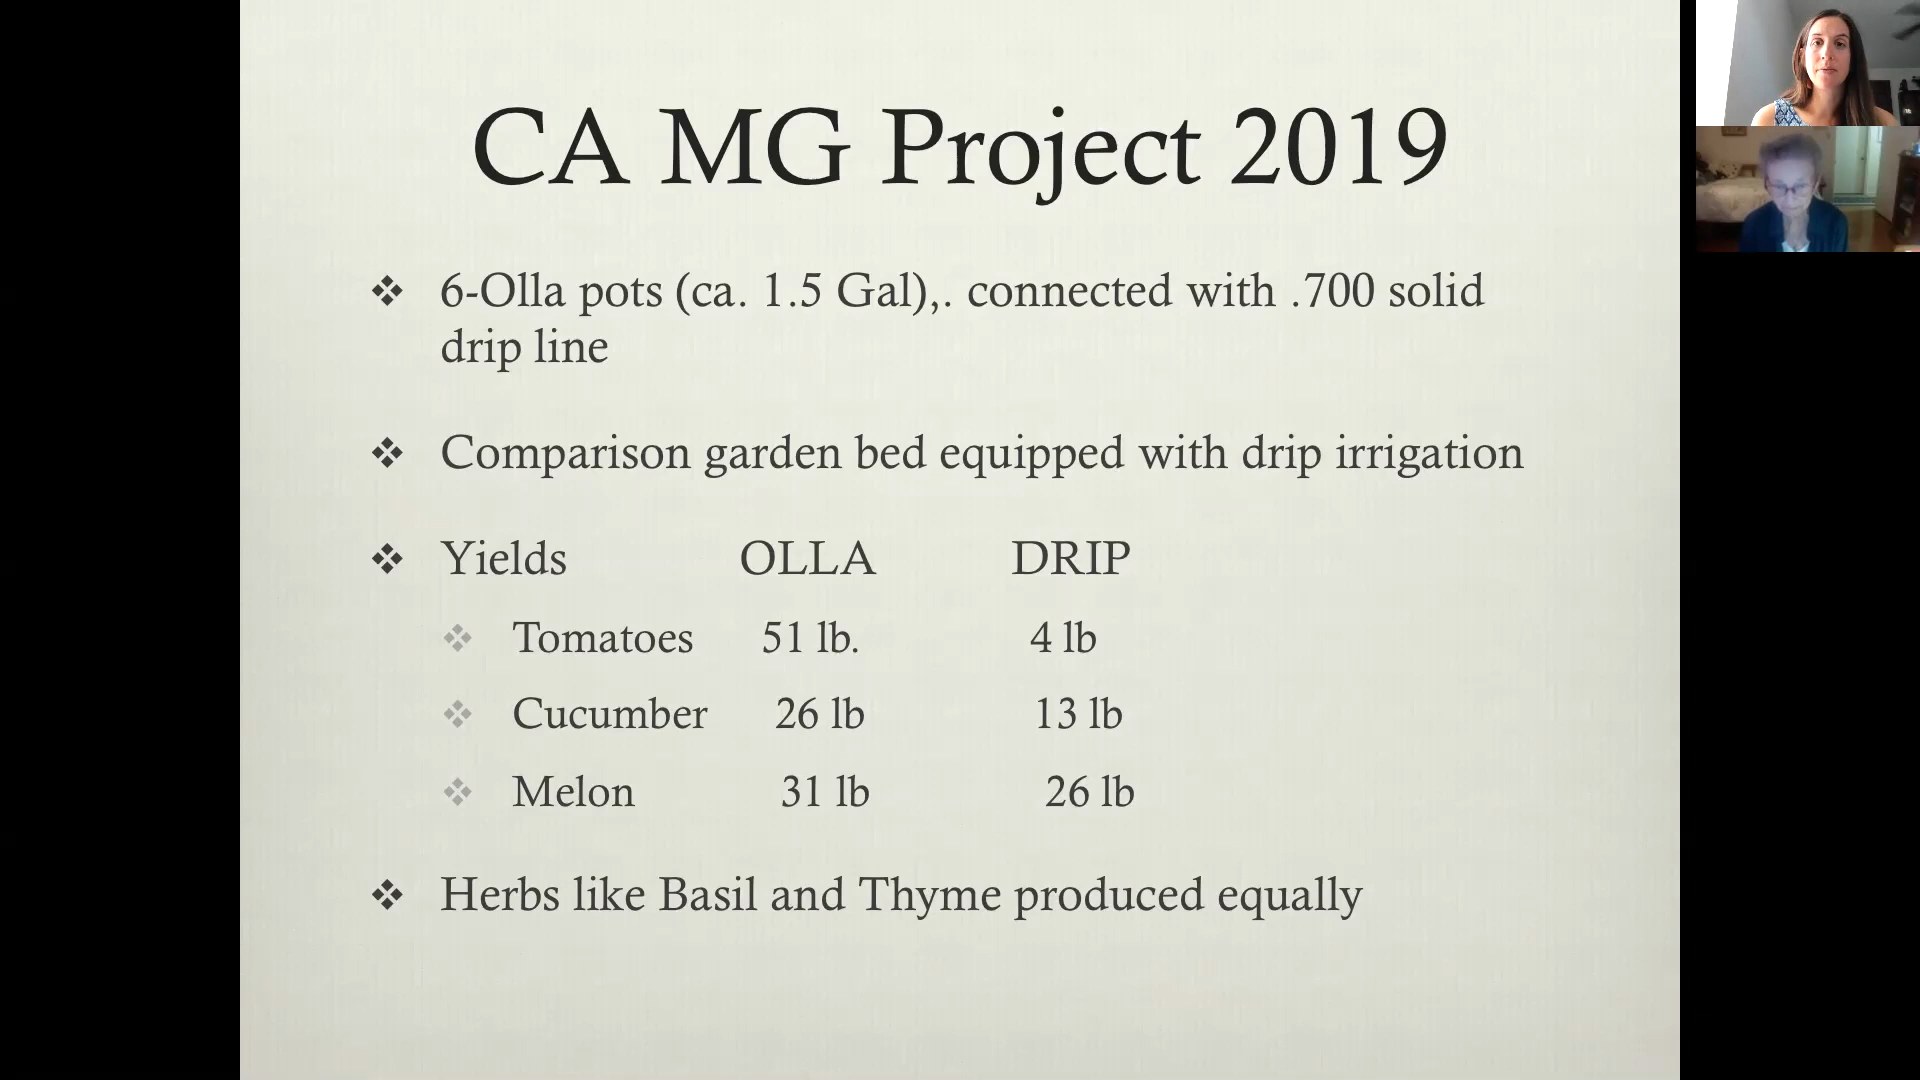 CA MG Project 2019
6-Olla pots (ca. 1.5 Gal),. connected with .700 solid
drip line
Comparison garden bed equipped with drip irrigation
Yields OLLA DRIP
Tomatoes 51 lb. 4 lb
Cucumber 26 lb 13 lb
Melon 31 lb 26 lb
Herbs like Basil and Thyme produced equally